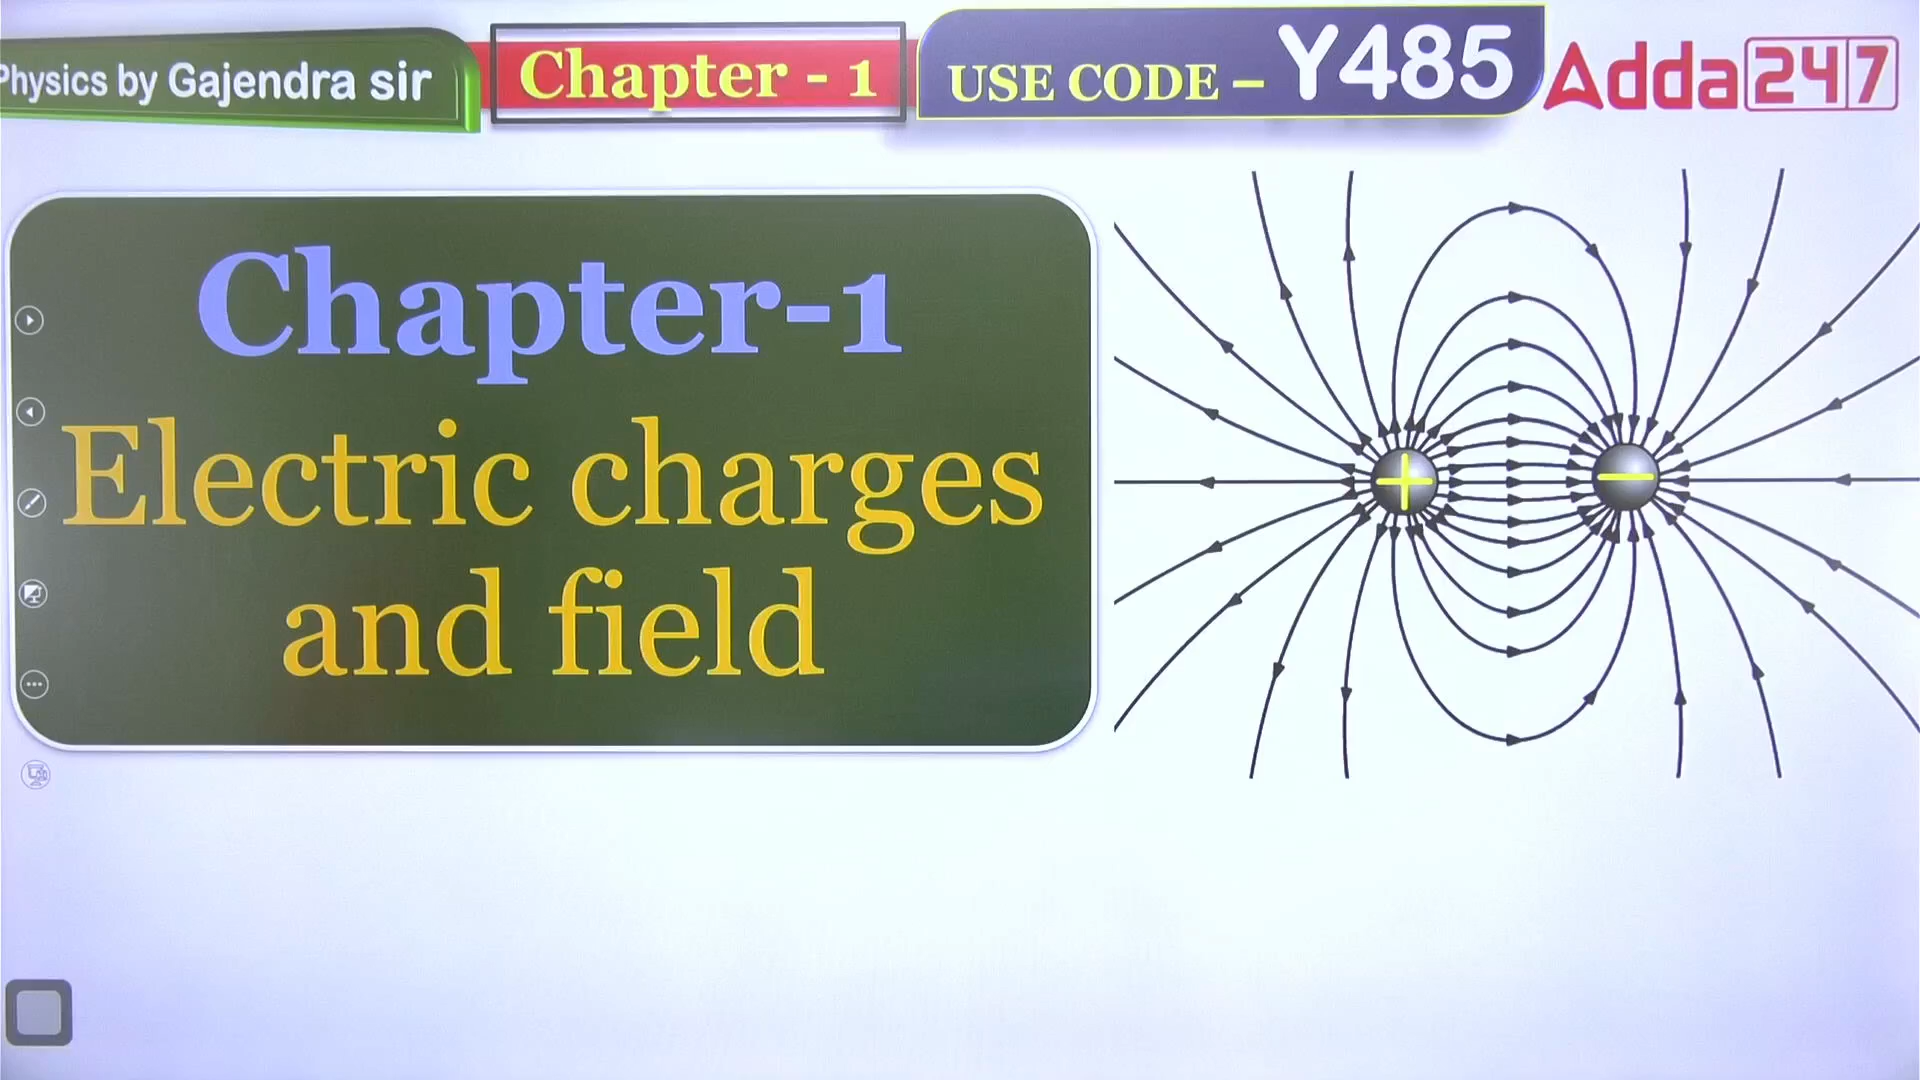 Physics by Gajendra sir
Chapter - 1
USE CODE – Y485
Adda247
Chapter-1
Electric charges
and field
+ −